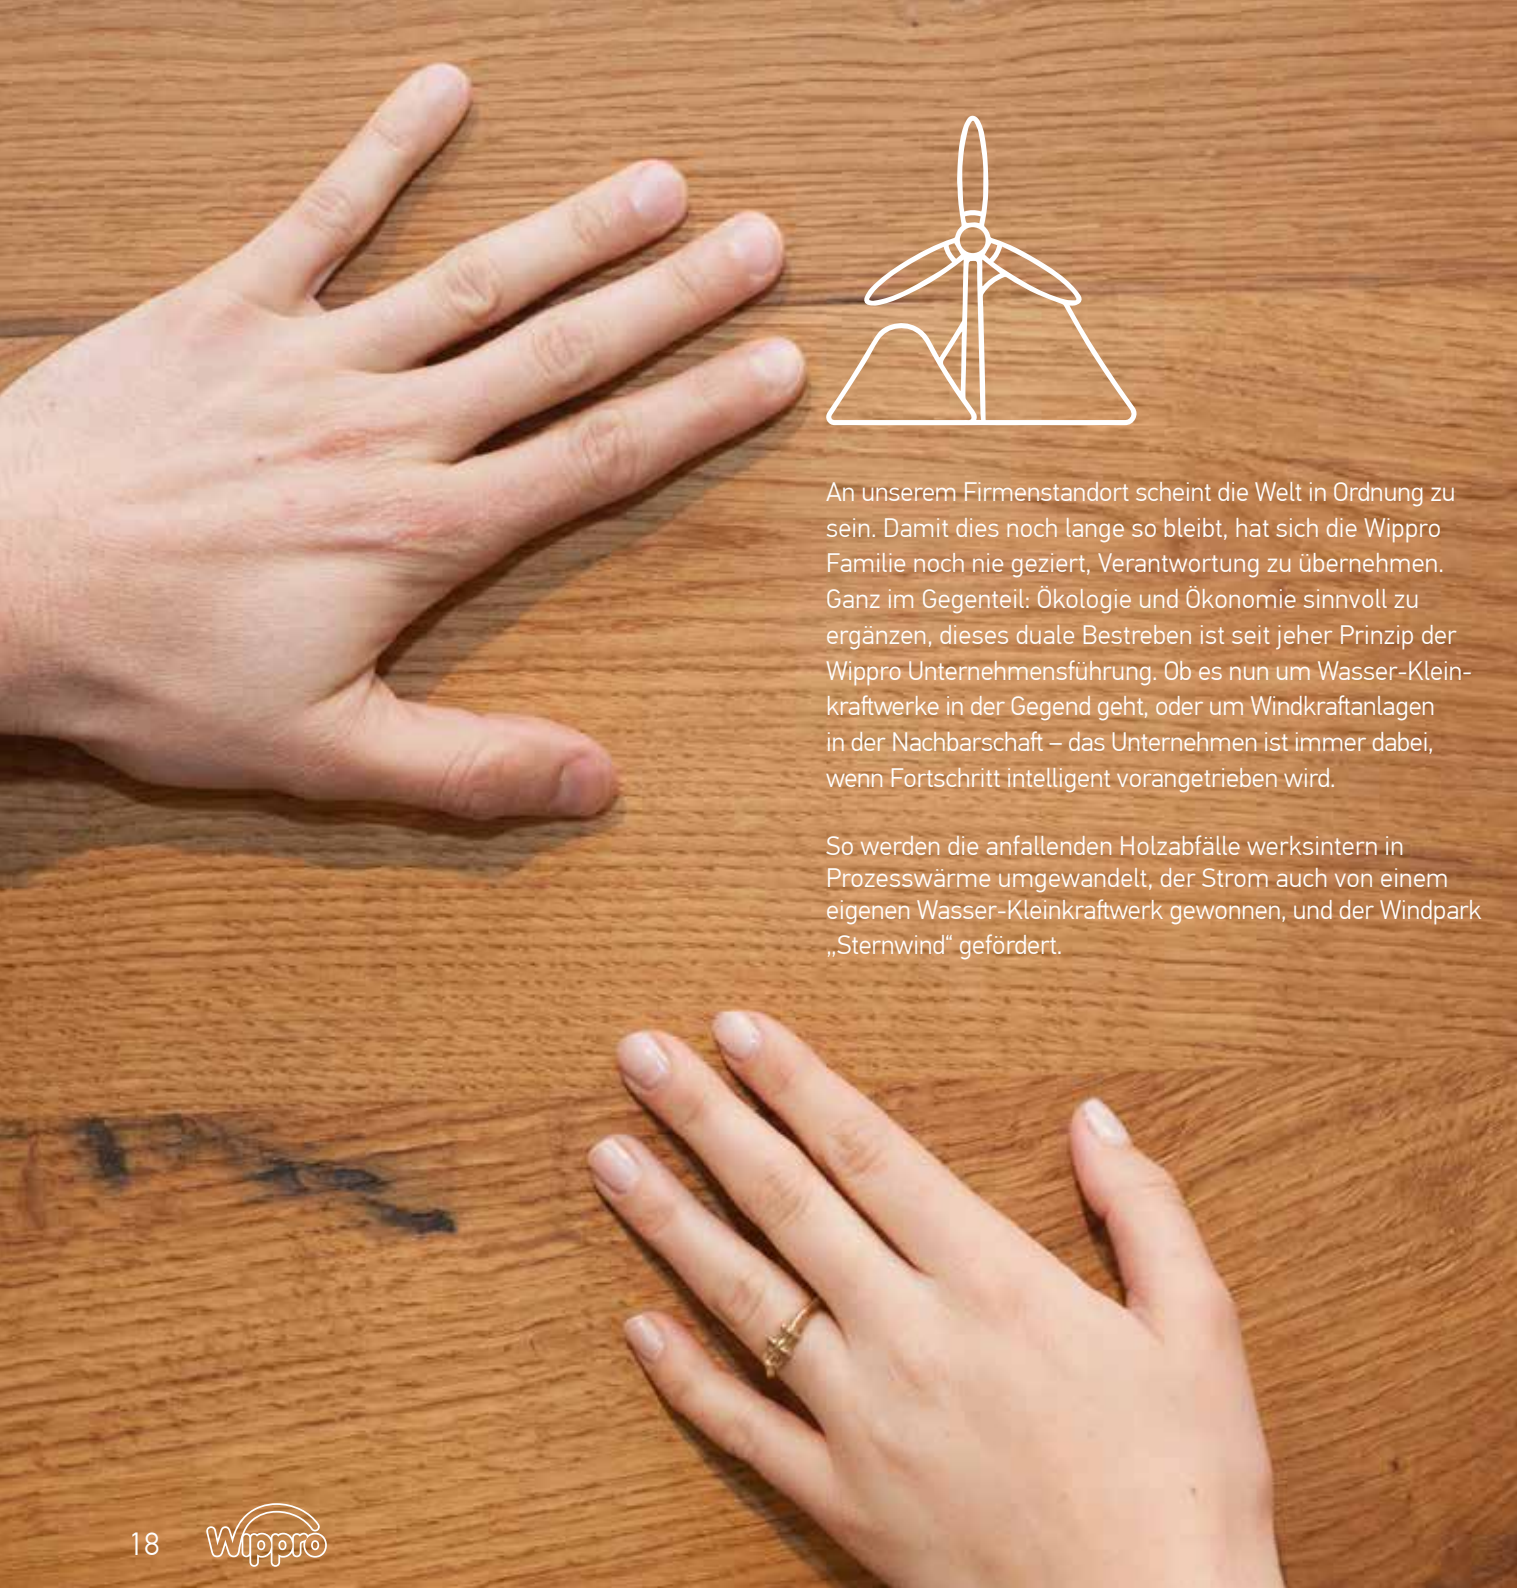 An unserem Firmenstandort scheint die Welt in Ordnung zu
sein. Damit dies noch lange so bleibt, hat sich die Wippro
Familie noch nie geziert, Verantwortung zu übernehmen.
Ganz im Gegenteil: Ökologie und Ökonomie sinnvoll zu
ergänzen, dieses duale Bestreben ist seit jeher Prinzip der
Wippro Unternehmensführung. Ob es nun um Wasser-Klein-
kraftwerke in der Gegend geht, oder um Windkraftanlagen
in der Nachbarschaft – das Unternehmen ist immer dabei,
wenn Fortschritt intelligent vorangetrieben wird.
So werden die anfallenden Holzabfälle werksintern in
Prozesswärme umgewandelt, der Strom auch von einem
eigenen Wasser-Kleinkraftwerk gewonnen, und der Windpark
„Sternwind“ gefördert.
18
Wippro